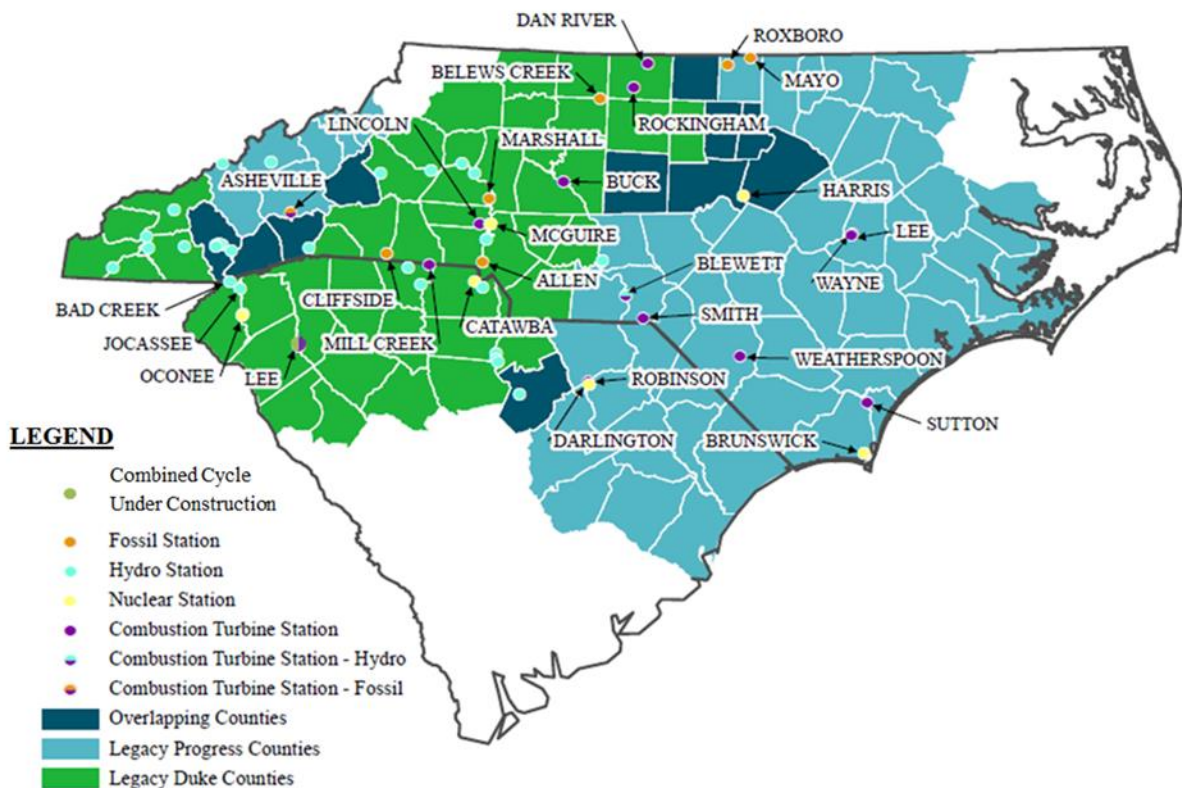 DAN RIVER
ROXBORO
BELEWS CREEK
MAYO
LINCOLN
ROCKINGHAM
MARSHALL
ASHEVILLE
BUCK
HARRIS
MCGUIRE
LEE
BLEWETT
WAYNE
ALLEN
BAD CREEK
CLIFFSIDE
SMITH
CATAWBA
JOCASSEE
MILL CREEK
WEATHERSPOON
OCONEE
LEE
ROBINSON
SUTTON
DARLINGTON
BRUNSWICK
LEGEND
Combined Cycle
Under Construction
Fossil Station
Hydro Station
Nuclear Station
Combustion Turbine Station
Combustion Turbine Station - Hydro
Combustion Turbine Station - Fossil
Overlapping Counties
Legacy Progress Counties
Legacy Duke Counties